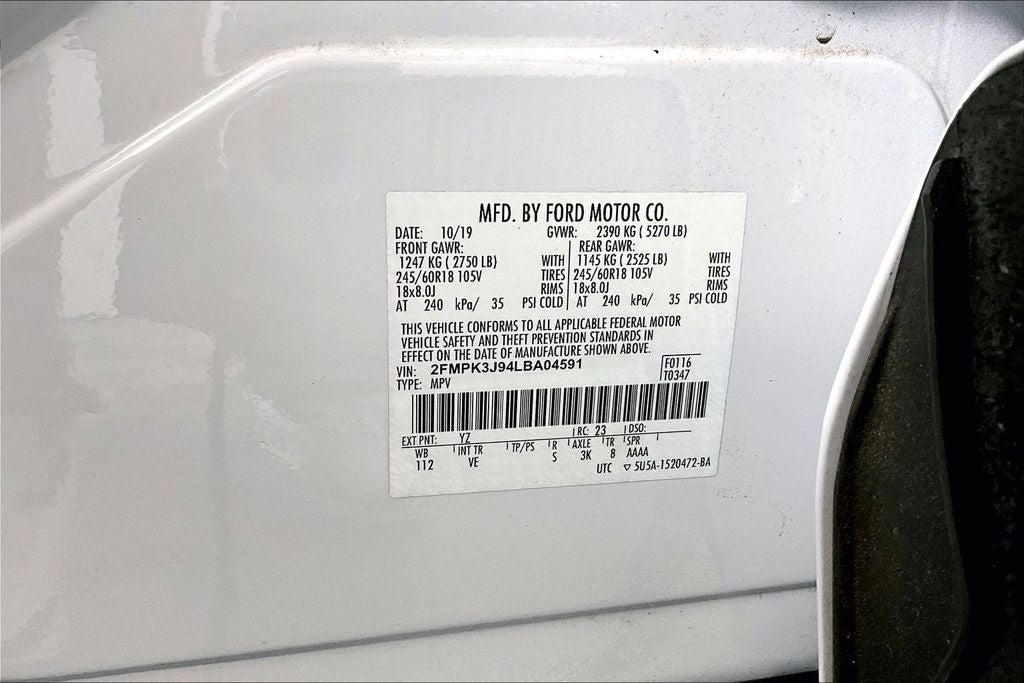 MFD. BY FORD MOTOR CO.
DATE: 10/19 GVWR: 2390 KG ( 5270 LB)
FRONT GAWR: REAR GAWR:
1247 KG ( 2750 LB) WITH 1145 KG ( 2525 LB) WITH
245/60R18 105V TIRES 245/60R18 105V TIRES
18x8.0J RIMS 18x8.0J RIMS
AT 240 kPa/ 35 PSI COLD AT 240 kPa/ 35 PSI COLD
THIS VEHICLE CONFORMS TO ALL APPLICABLE FEDERAL MOTOR
VEHICLE SAFETY AND THEFT PREVENTION STANDARDS IN
EFFECT ON THE DATE OF MANUFACTURE SHOWN ABOVE.
VIN: 2FMPK3J94LBA04591 F0116
TYPE: MPV T0347
EXT PNT: YZ RC: 23 DSO:
WB INT TR TP/PS R AXLE TR SPR
112 VE S 3K 8 AAAA
UTC ▽ 5U5A-1520472-BA